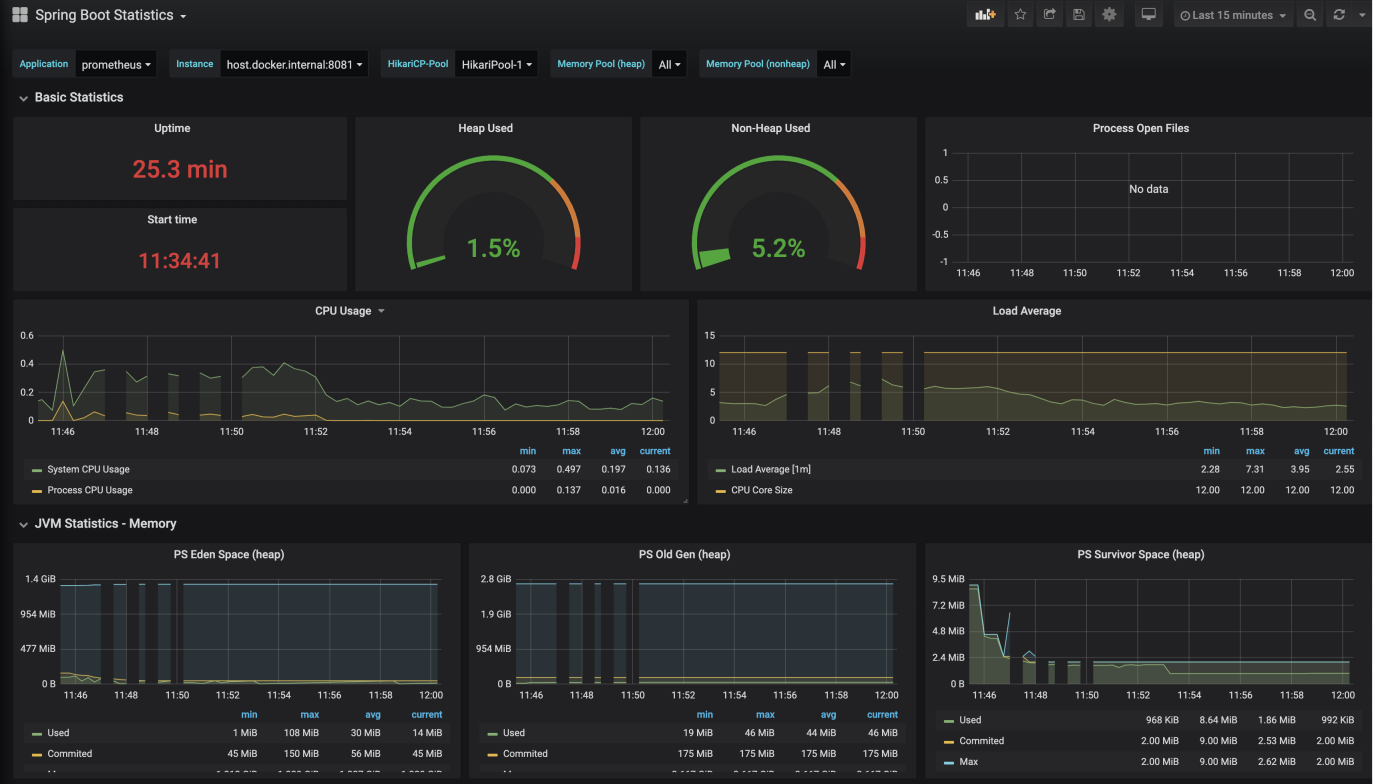 Spring Boot Statistics
Last 15 minutes
Application prometheus Instance host.docker.internal:8081 HikariCP-Pool HikariPool-1 Memory Pool (heap) All Memory Pool (nonheap) All
Basic Statistics
Uptime
25.3 min
Start time
11:34:41
Heap Used
1.5%
Non-Heap Used
5.2%
Process Open Files
1
0.5
0
-0.5
-1
No data
11:46 11:48 11:50 11:52 11:54 11:56 11:58 12:00
CPU Usage
0.6
0.4
0.2
0
11:46 11:48 11:50 11:52 11:54 11:56 11:58 12:00
min max avg current
System CPU Usage 0.073 0.497 0.197 0.136
Process CPU Usage 0.000 0.137 0.016 0.000
Load Average
15
10
5
0
11:46 11:48 11:50 11:52 11:54 11:56 11:58 12:00
min max avg current
Load Average [1m] 2.28 7.31 3.95 2.55
CPU Core Size 12.00 12.00 12.00 12.00
JVM Statistics - Memory
PS Eden Space (heap)
1.4 GiB
954 MiB
477 MiB
0 B
11:46 11:48 11:50 11:52 11:54 11:56 11:58 12:00
min max avg current
Used 1 MiB 108 MiB 30 MiB 14 MiB
Commited 45 MiB 150 MiB 56 MiB 45 MiB
PS Old Gen (heap)
2.8 GiB
1.9 GiB
954 MiB
0 B
11:46 11:48 11:50 11:52 11:54 11:56 11:58 12:00
min max avg current
Used 19 MiB 46 MiB 44 MiB 46 MiB
Commited 175 MiB 175 MiB 175 MiB 175 MiB
PS Survivor Space (heap)
9.5 MiB
7.2 MiB
4.8 MiB
2.4 MiB
0 B
11:46 11:48 11:50 11:52 11:54 11:56 11:58 12:00
Used 968 KiB 8.64 MiB 1.86 MiB 992 KiB
Commited 2.00 MiB 9.00 MiB 2.53 MiB 2.00 MiB
Max 2.00 MiB 9.00 MiB 2.62 MiB 2.00 MiB